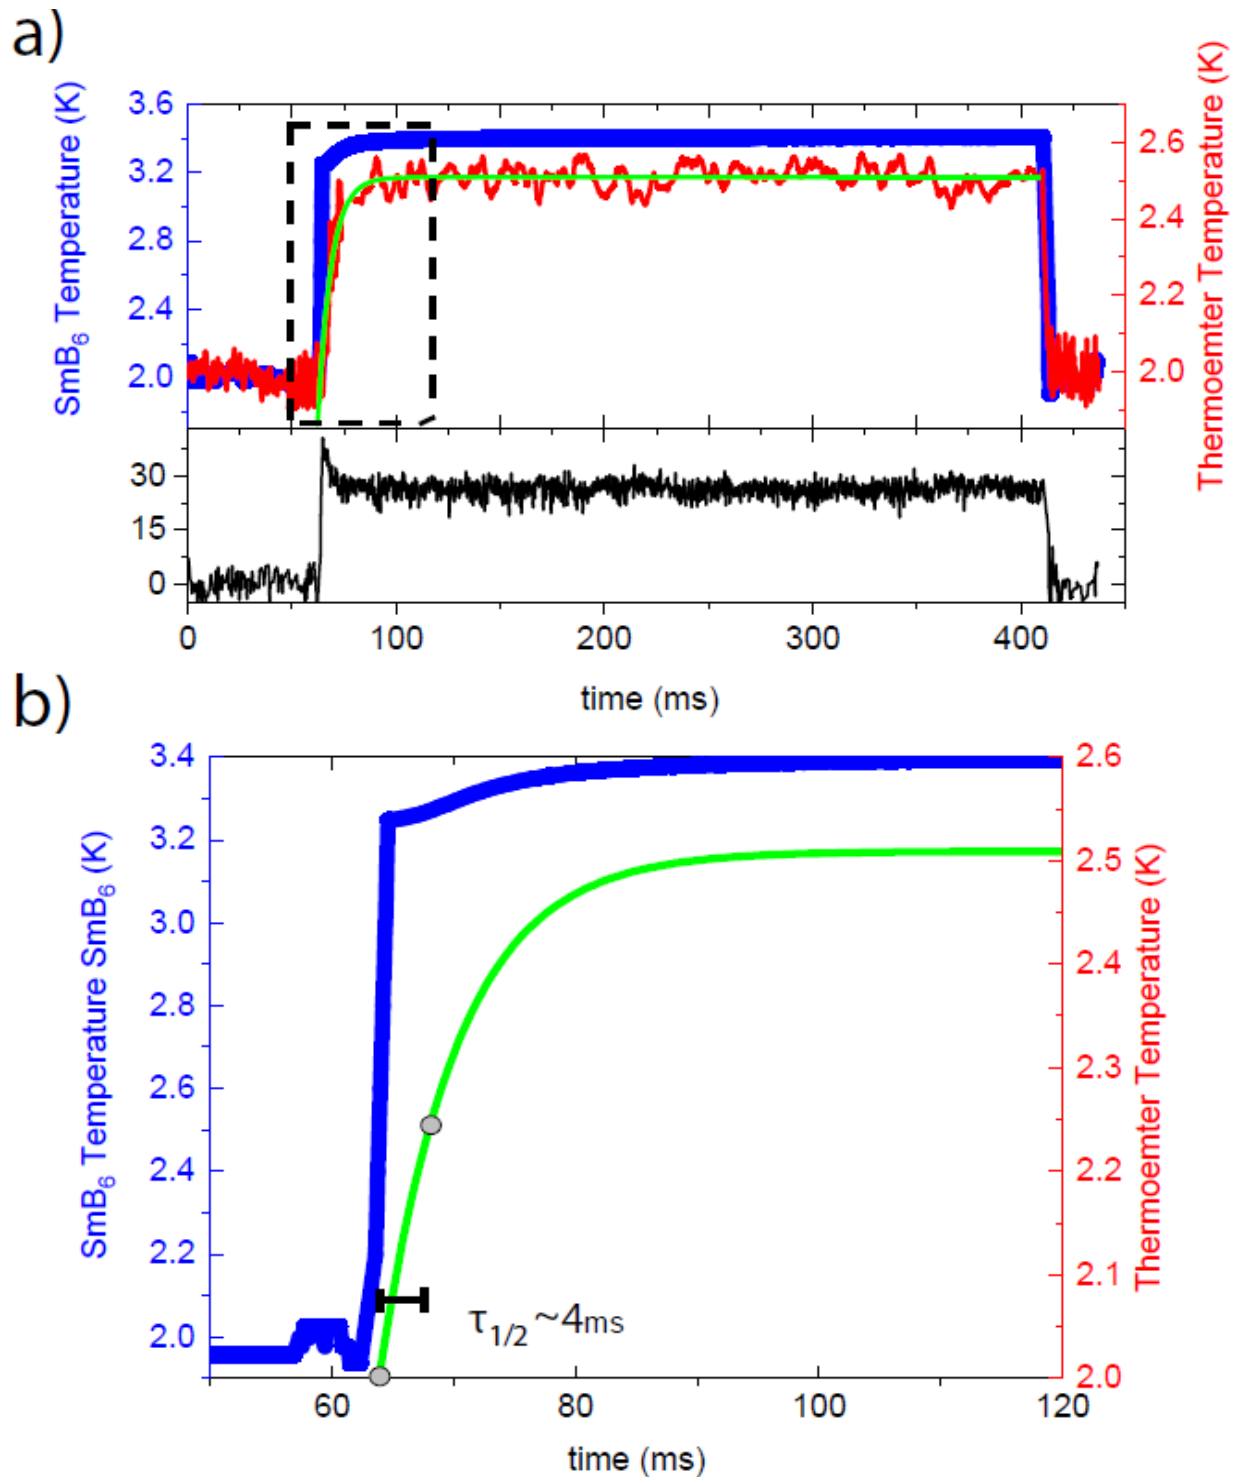 a)
SmB6 Temperature (K)
3.6
3.2
2.8
2.4
2.0
2.6
2.4
2.2
2.0
Thermoemter Temperature (K)
30
15
0
0 100 200 300 400
time (ms)
b)
SmB6 Temperature SmB6 (K)
3.4
3.2
3.0
2.8
2.6
2.4
2.2
2.0
2.6
2.5
2.4
2.3
2.2
2.1
2.0
Thermoemter Temperature (K)
τ1/2~4ms
60 80 100 120
time (ms)